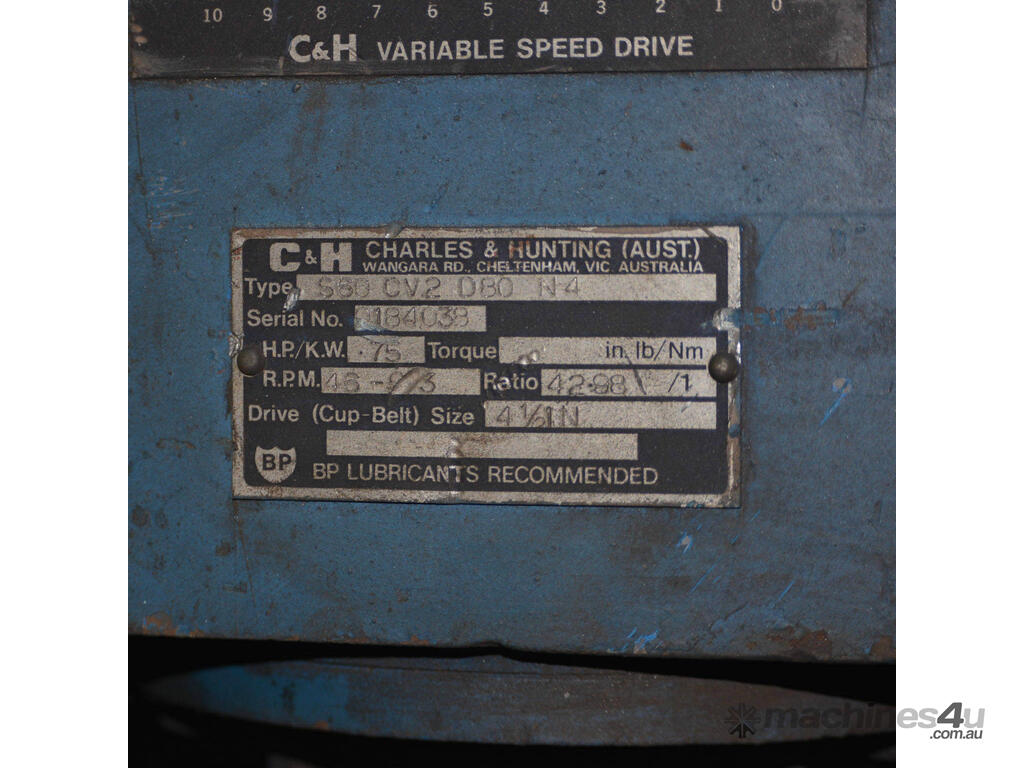 10 9 8 7 6 5 4 3 2 1 0
C&H VARIABLE SPEED DRIVE
C&H CHARLES & HUNTING (AUST.)
WANGARA RD., CHELTENHAM, VIC. AUSTRALIA
Type S60 CV2 D80 N4
Serial No. 184038
H.P./K.W. .75 Torque in. lb/Nm
R.P.M. Ratio 42.98 /1
Drive (Cup-Belt) Size
BP BP LUBRICANTS RECOMMENDED
machines4u
.com.au